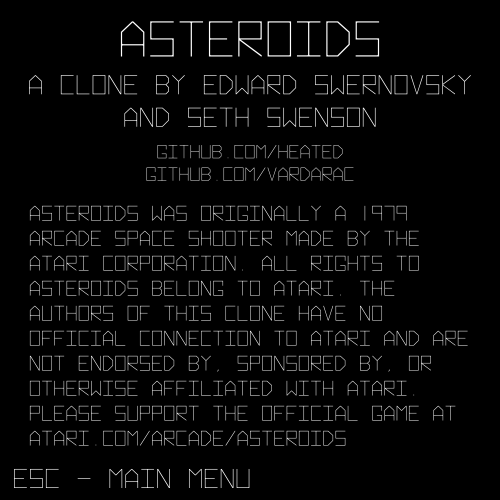 ASTEROIDS
A CLONE BY EDWARD SWERNOVSKY
AND SETH SWENSON
GITHUB.COM/HEATED
GITHUB.COM/VARDARAC
ASTEROIDS WAS ORIGINALLY A 1979
ARCADE SPACE SHOOTER MADE BY THE
ATARI CORPORATION. ALL RIGHTS TO
ASTEROIDS BELONG TO ATARI. THE
AUTHORS OF THIS CLONE HAVE NO
OFFICIAL CONNECTION TO ATARI AND ARE
NOT ENDORSED BY, SPONSORED BY, OR
OTHERWISE AFFILIATED WITH ATARI.
PLEASE SUPPORT THE OFFICIAL GAME AT
ATARI.COM/ARCADE/ASTEROIDS
ESC - MAIN MENU